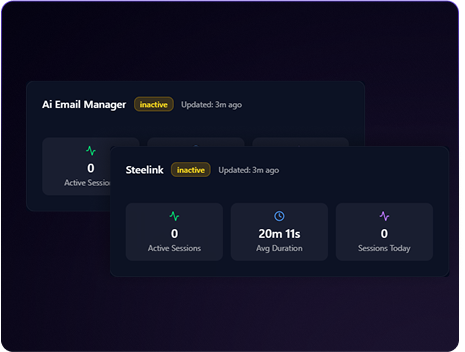 Ai Email Manager inactive Updated: 3m ago
0
Active Sessio
Steelink inactive Updated: 3m ago
0 20m 11s 0
Active Sessions Avg Duration Sessions Today